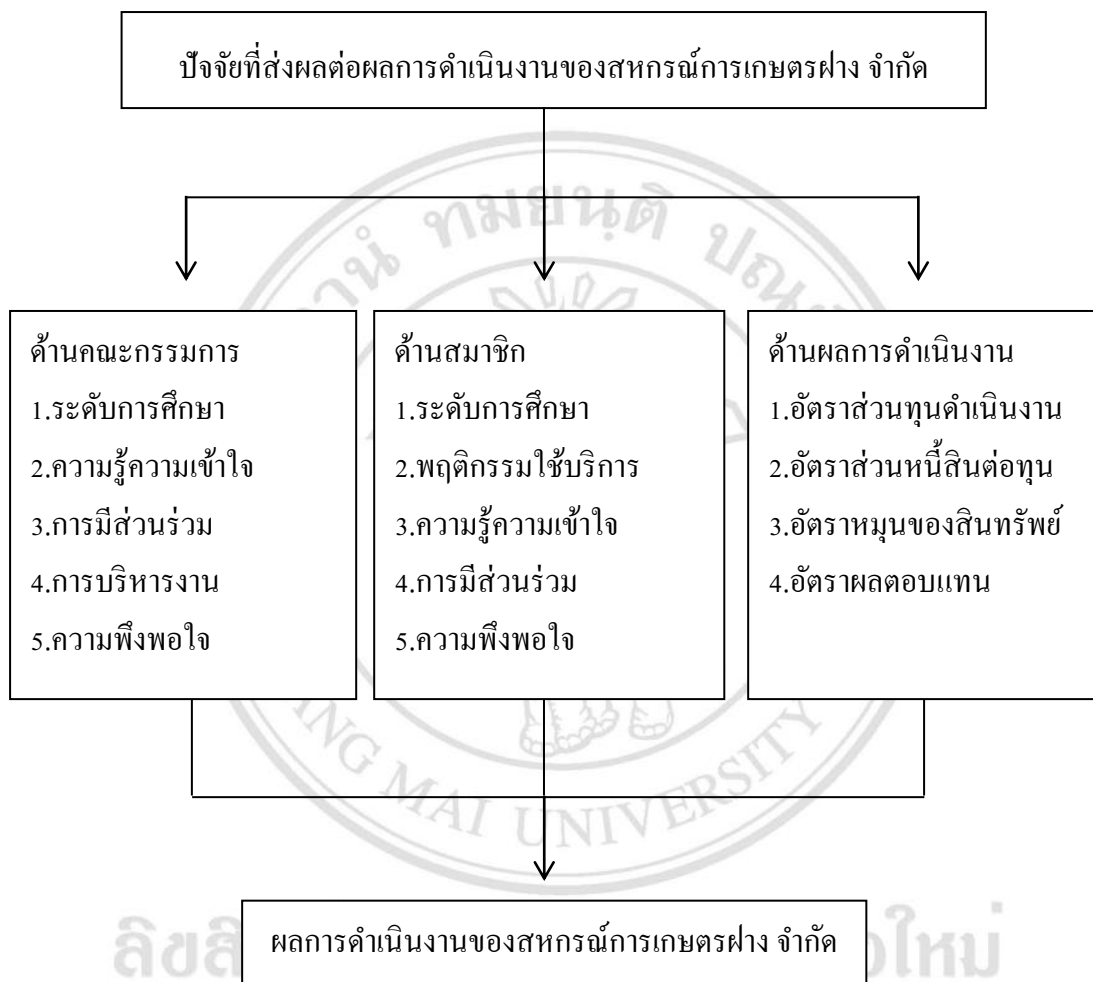 ปัจจัยที่ส่งผลต่อผลการดำเนินงานของสหกรณ์การเกษตรฝาง จำกัด
ทมยนฺติ
ด้านคณะกรรมการ
1.ระดับการศึกษา
2.ความรู้ความเข้าใจ
3.การมีส่วนร่วม
4.การบริหารงาน
5.ความพึงพอใจ
ด้านสมาชิก
1.ระดับการศึกษา
2.พฤติกรรมใช้บริการ
3.ความรู้ความเข้าใจ
4.การมีส่วนร่วม
5.ความพึงพอใจ
ด้านผลการดำเนินงาน
1.อัตราส่วนทุนดำเนินงาน
2.อัตราส่วนหนี้สินต่อทุน
3.อัตราหมุนของสินทรัพย์
4.อัตราผลตอบแทน
NG MAI UNIVERSITY
ผลการดำเนินงานของสหกรณ์การเกษตรฝาง จำกัด